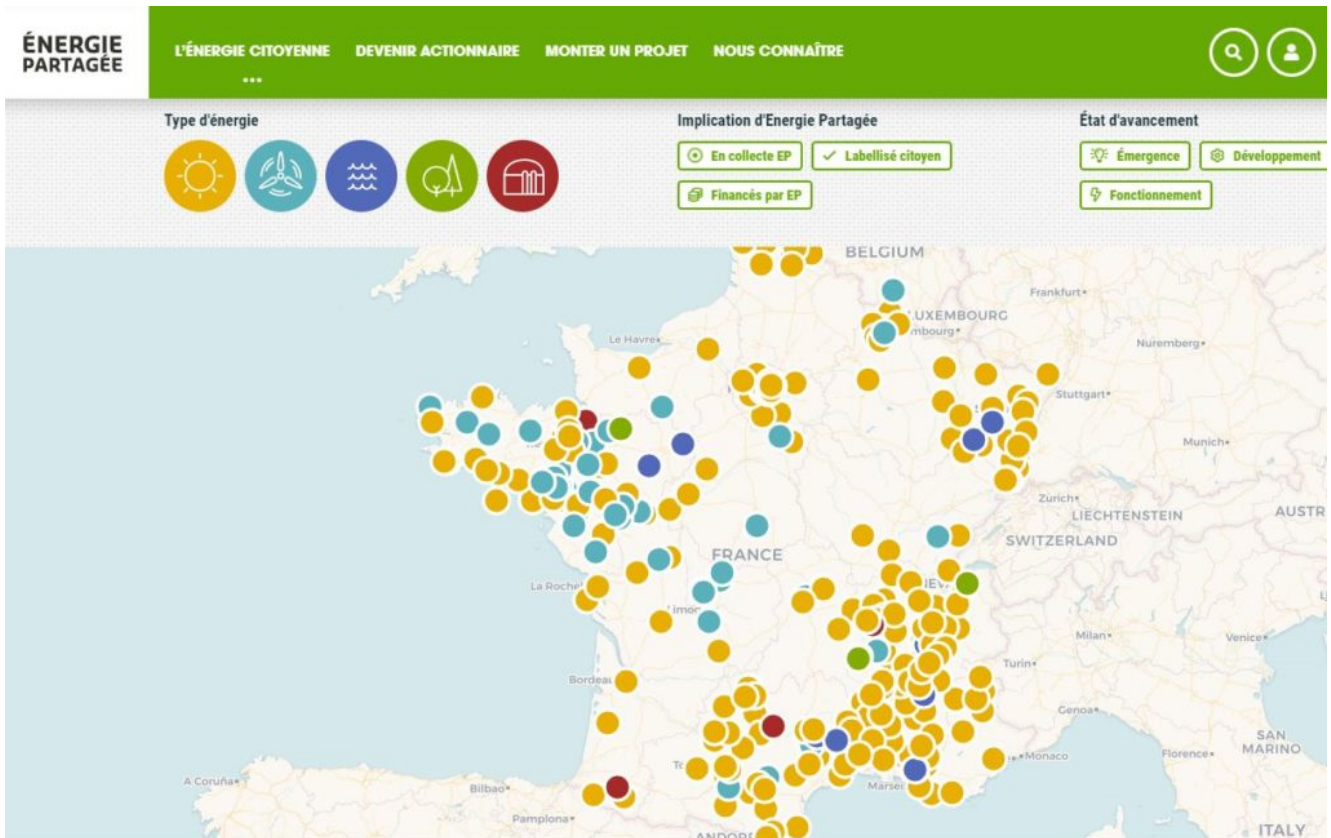 ÉNERGIE
PARTAGÉE
L'ÉNERGIE CITOYENNE DEVENIR ACTIONNAIRE MONTER UN PROJET NOUS CONNAÎTRE
...
Type d'énergie
Implication d'Energie Partagée
En collecte EP Labellisé citoyen
Financés par EP
État d'avancement
Émergence Développement
Fonctionnement
BELGIUM
Frankfurt
LUXEMBOURG
Le Havre
Nuremberg
Stuttgart
Munich
Zurich
LIECHTENSTEIN
AUSTR
SWITZERLAND
FRANCE
La Roche
Limo
Milan
Venice
Turin
Bordea
Genoa
SAN
MARINO
Monaco
Florence
A Coruña
Bilbao
Marsei
Pamplona
ANDOR
ITALY